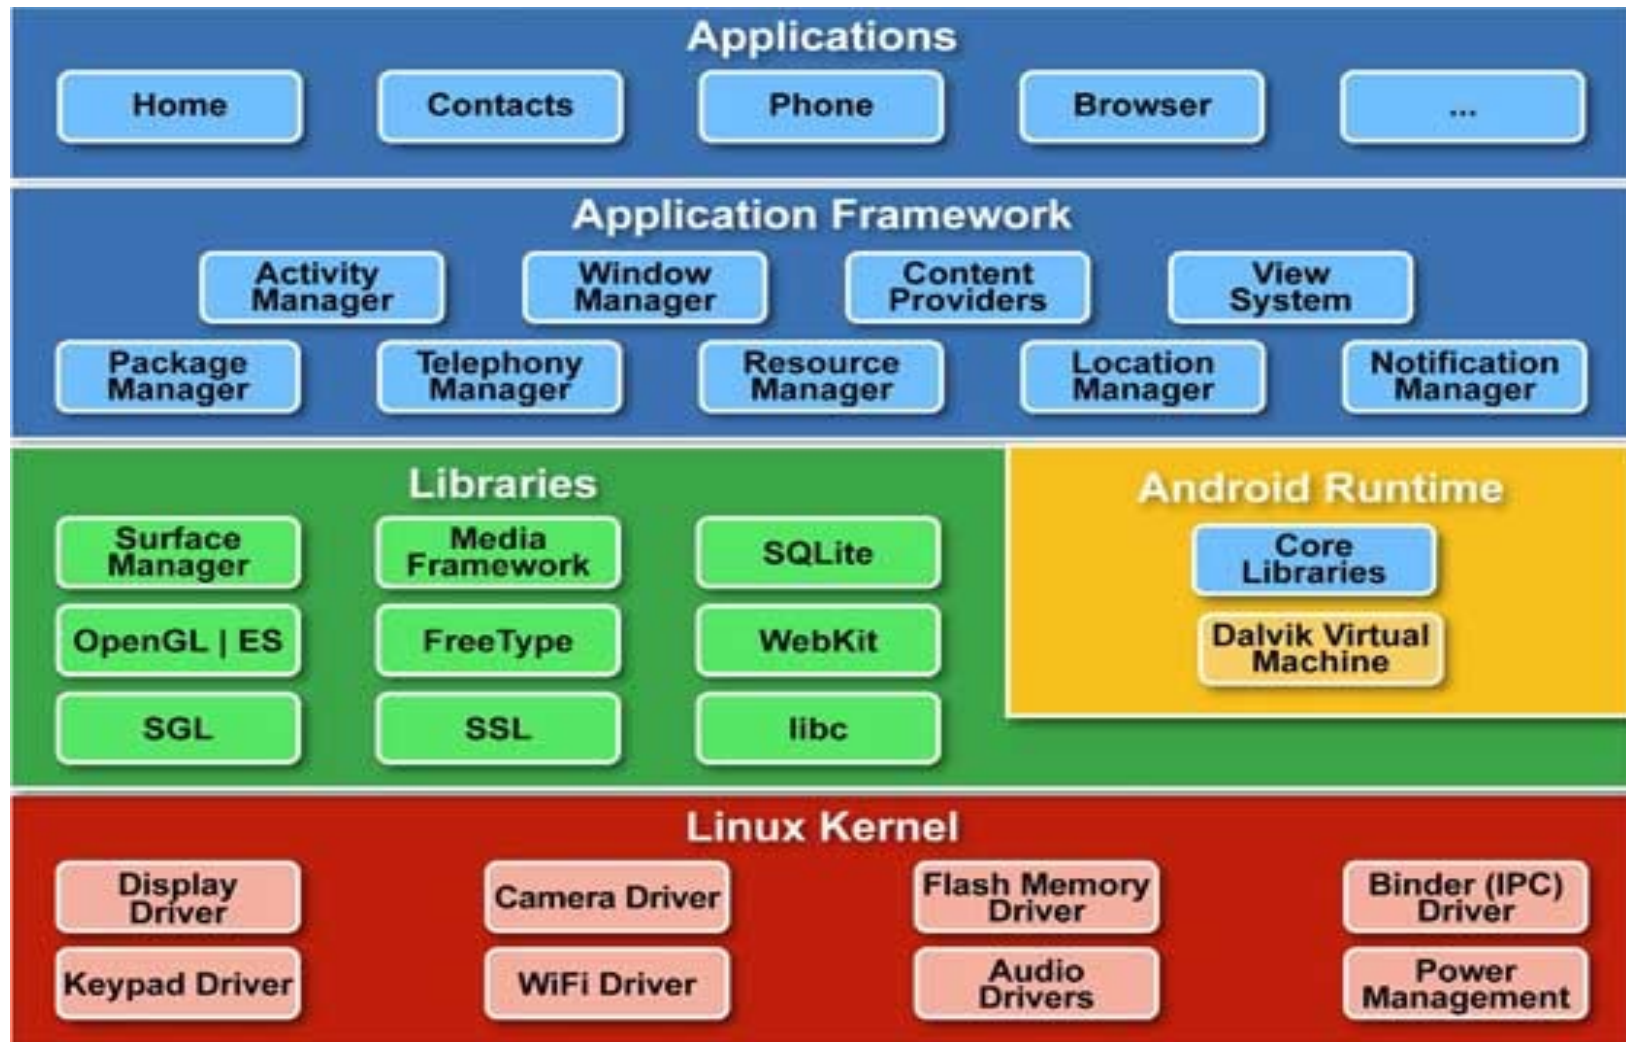 Applications
Home
Contacts
Phone
Browser
...
Application Framework
Activity
Manager
Window
Manager
Content
Providers
View
System
Package
Manager
Telephony
Manager
Resource
Manager
Location
Manager
Notification
Manager
Libraries
Surface
Manager
Media
Framework
SQLite
OpenGL | ES
FreeType
WebKit
SGL
SSL
libc
Android Runtime
Core
Libraries
Dalvik Virtual
Machine
Linux Kernel
Display
Driver
Camera Driver
Flash Memory
Driver
Binder (IPC)
Driver
Keypad Driver
WiFi Driver
Audio
Drivers
Power
Management